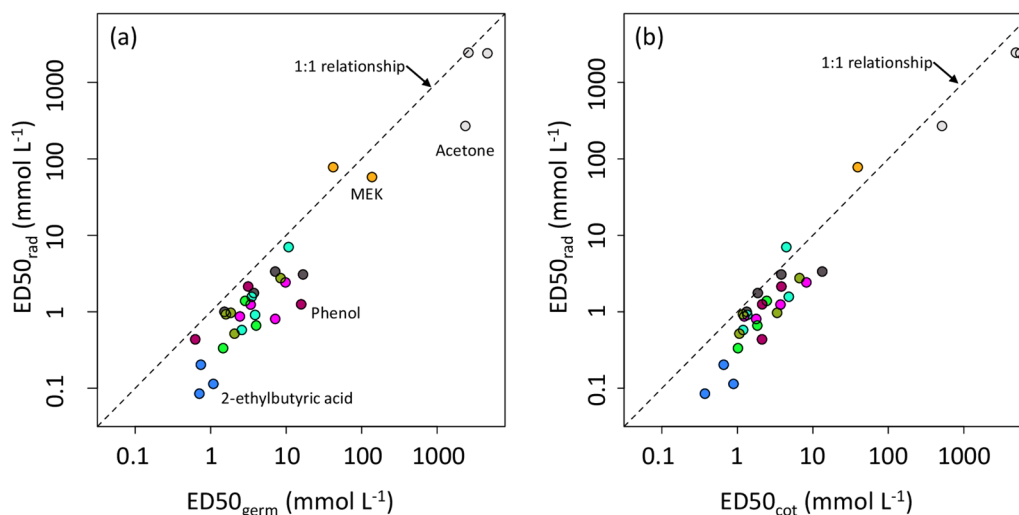 (a)
1:1 relationship
Acetone
MEK
Phenol
2-ethylbutyric acid
ED50rad (mmol L-1)
0.1 1 10 100 1000
0.1 1 10 100 1000
ED50germ (mmol L-1)
(b)
1:1 relationship
ED50rad (mmol L-1)
0.1 1 10 100 1000
0.1 1 10 100 1000
ED50cot (mmol L-1)